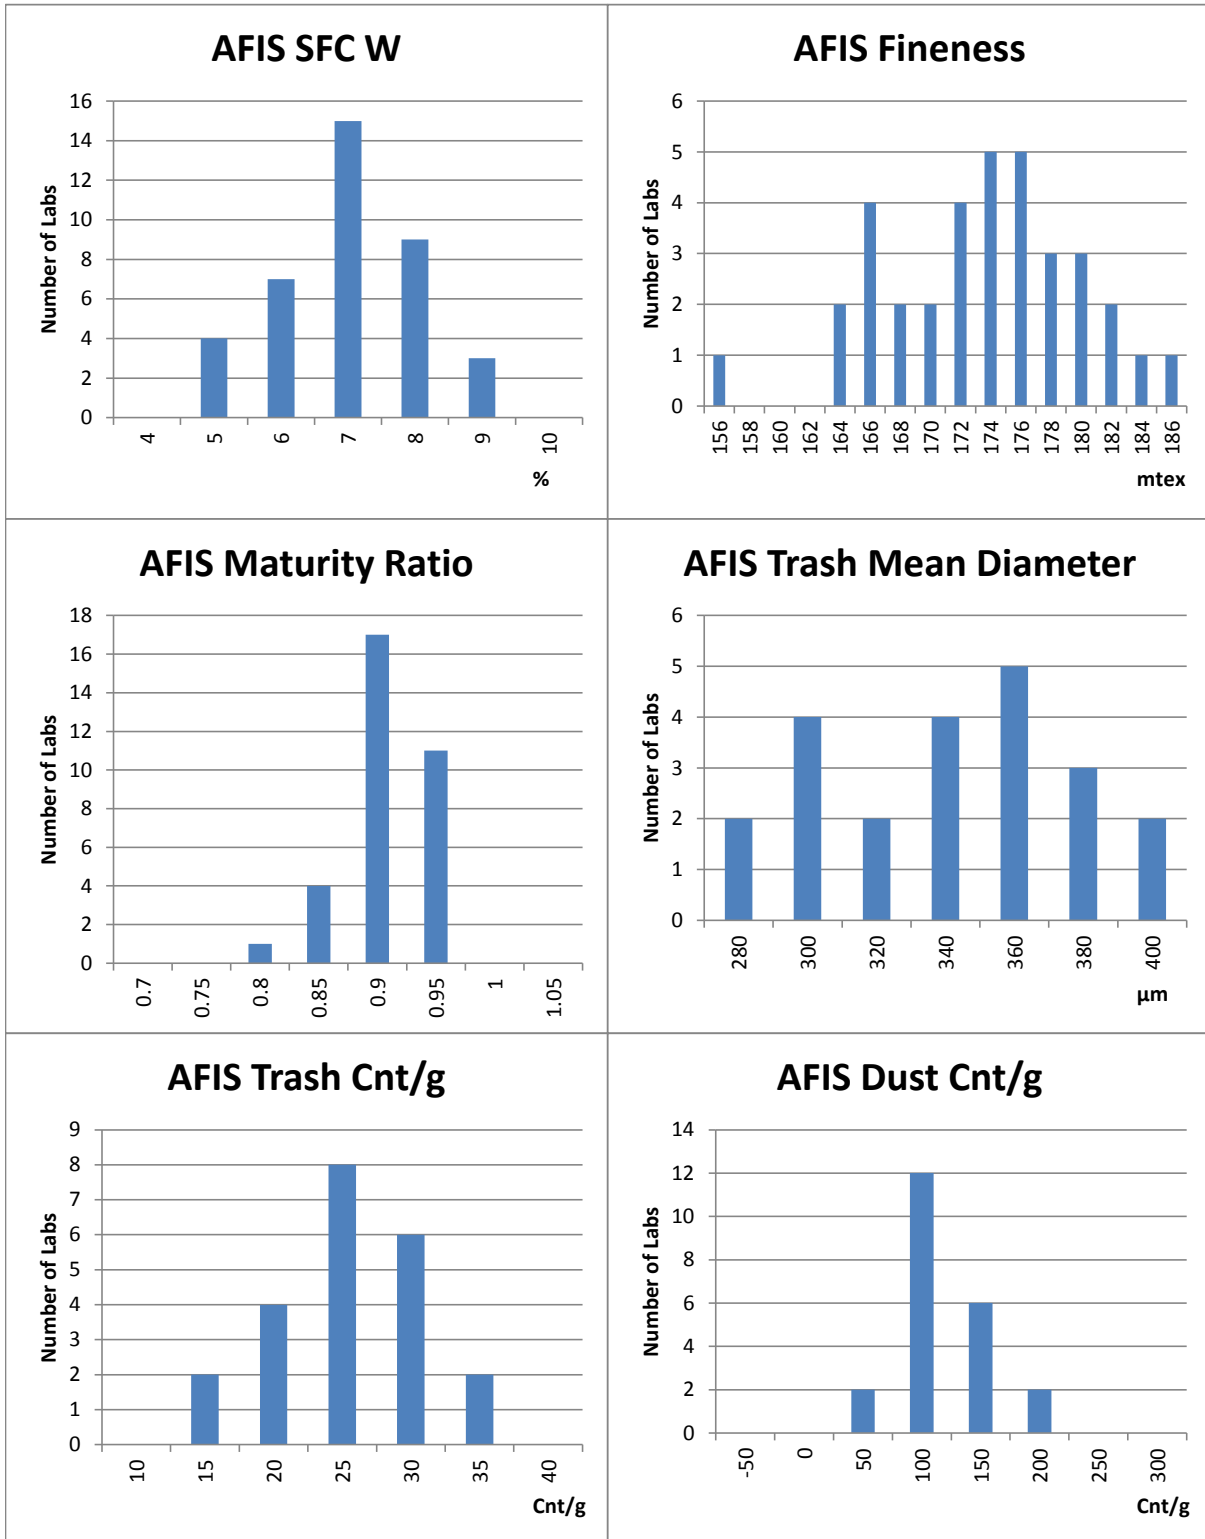 AFIS SFC W
16
14
12
10
8
6
4
2
0
Number of Labs
4 5 6 7 8 9 10
%
AFIS Fineness
6
5
4
3
2
1
0
Number of Labs
156 158 160 162 164 166 168 170 172 174 176 178 180 182 184 186
mtex
AFIS Maturity Ratio
18
16
14
12
10
8
6
4
2
0
Number of Labs
0.7 0.75 0.8 0.85 0.9 0.95 1 1.05
AFIS Trash Mean Diameter
6
5
4
3
2
1
0
Number of Labs
280 300 320 340 360 380 400
µm
AFIS Trash Cnt/g
9
8
7
6
5
4
3
2
1
0
Number of Labs
10 15 20 25 30 35 40
Cnt/g
AFIS Dust Cnt/g
14
12
10
8
6
4
2
0
Number of Labs
-50 0 50 100 150 200 250 300
Cnt/g